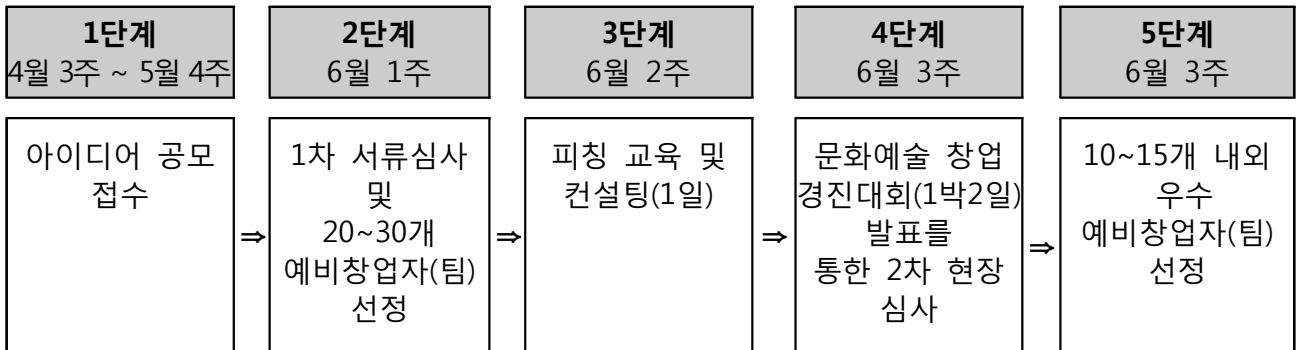 1단계
4월 3주 ~ 5월 4주
2단계
6월 1주
3단계
6월 2주
4단계
6월 3주
5단계
6월 3주
아이디어 공모
접수
⇒
1차 서류심사
및
20~30개
예비창업자(팀)
선정
⇒
피칭 교육 및
컨설팅(1일)
⇒
문화예술 창업
경진대회(1박2일)
발표를
통한 2차 현장
심사
⇒
10~15개 내외
우수
예비창업자(팀)
선정